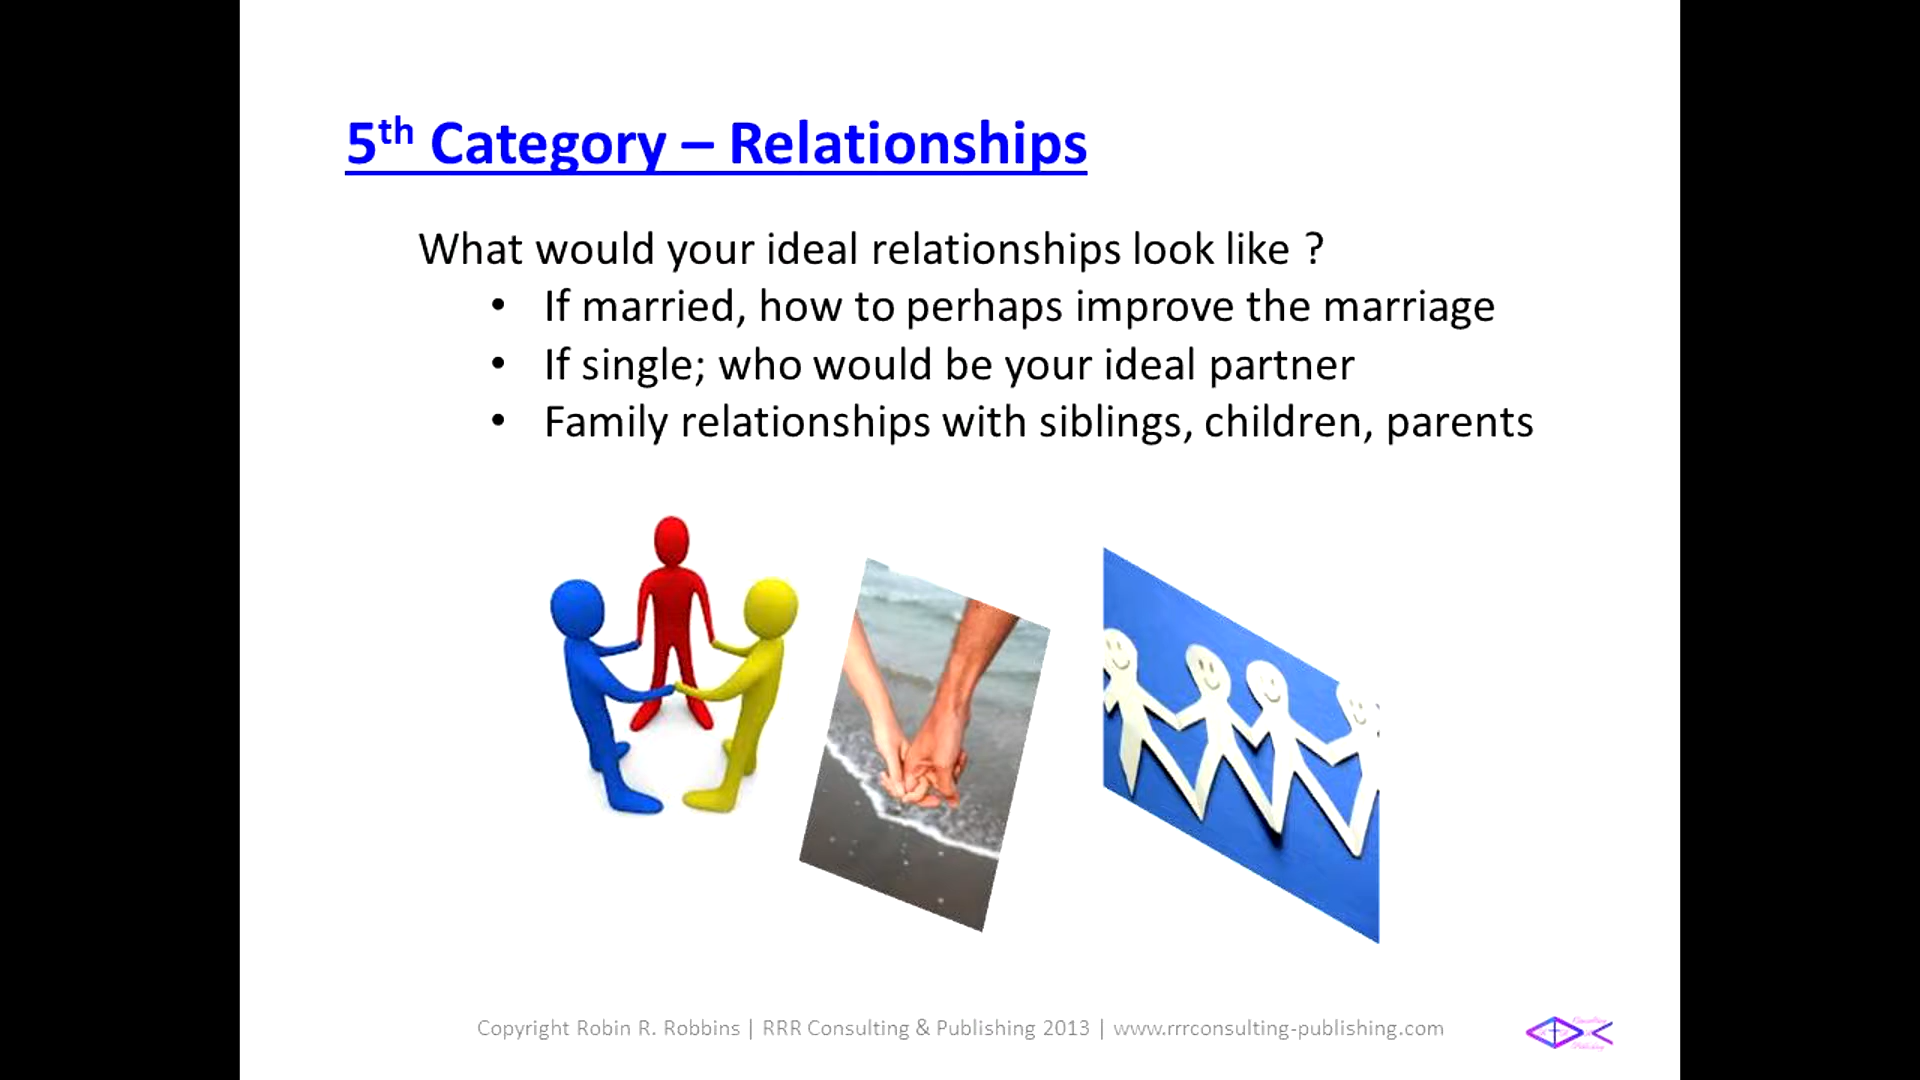 5th Category – Relationships
What would your ideal relationships look like ?
• If married, how to perhaps improve the marriage
• If single; who would be your ideal partner
• Family relationships with siblings, children, parents
Copyright Robin R. Robbins | RRR Consulting & Publishing 2013 | www.rrrconsulting-publishing.com